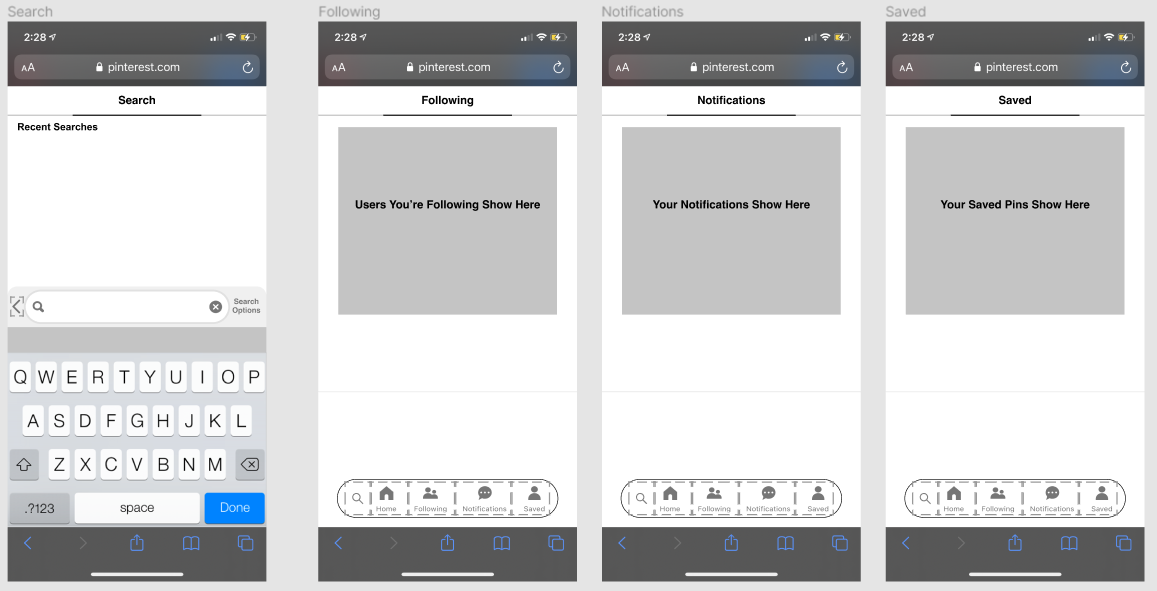 Search
2:28
AA pinterest.com
Search
Recent Searches
Search
Options
Q W E R T Y U I O P
A S D F G H J K L
Z X C V B N M
.?123 space Done
Following
2:28
AA pinterest.com
Following
Users You’re Following Show Here
Home Following Notifications Saved
Notifications
2:28
AA pinterest.com
Notifications
Your Notifications Show Here
Home Following Notifications Saved
Saved
2:28
AA pinterest.com
Saved
Your Saved Pins Show Here
Home Following Notifications Saved